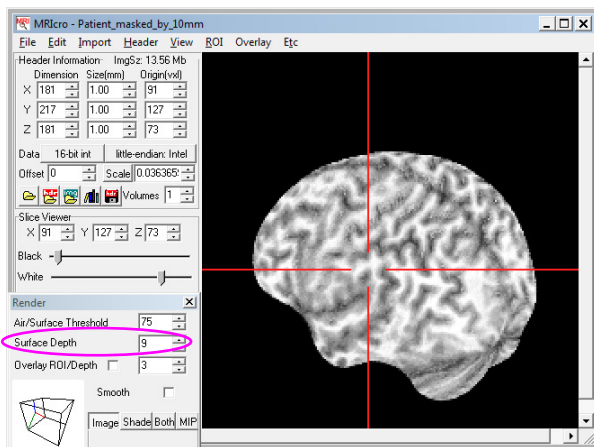 MRIcro - Patient_masked_by_10mm
File Edit Import Header View ROI Overlay Etc
Header Information ImgSz: 13.56 Mb
Dimension Size(mm) Origin(vxl)
X 181 1.00 91
Y 217 1.00 127
Z 181 1.00 73
Data 16-bit int little-endian: Intel
Offset 0 Scale 0.036365
Volumes 1
Slice Viewer
X 91 Y 127 Z 73
Black
White
Render
Air/Surface Threshold 75
Surface Depth 9
Overlay ROI/Depth 3
Smooth
Image Shade Both MIP